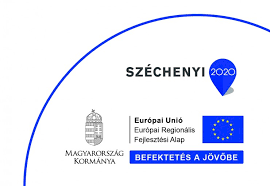 SZÉCHENYI 2020
Európai Unió
Európai Regionális
Fejlesztési Alap
MAGYARORSZÁG
KORMÁNYA
BEFEKTETÉS A JÖVŐBE